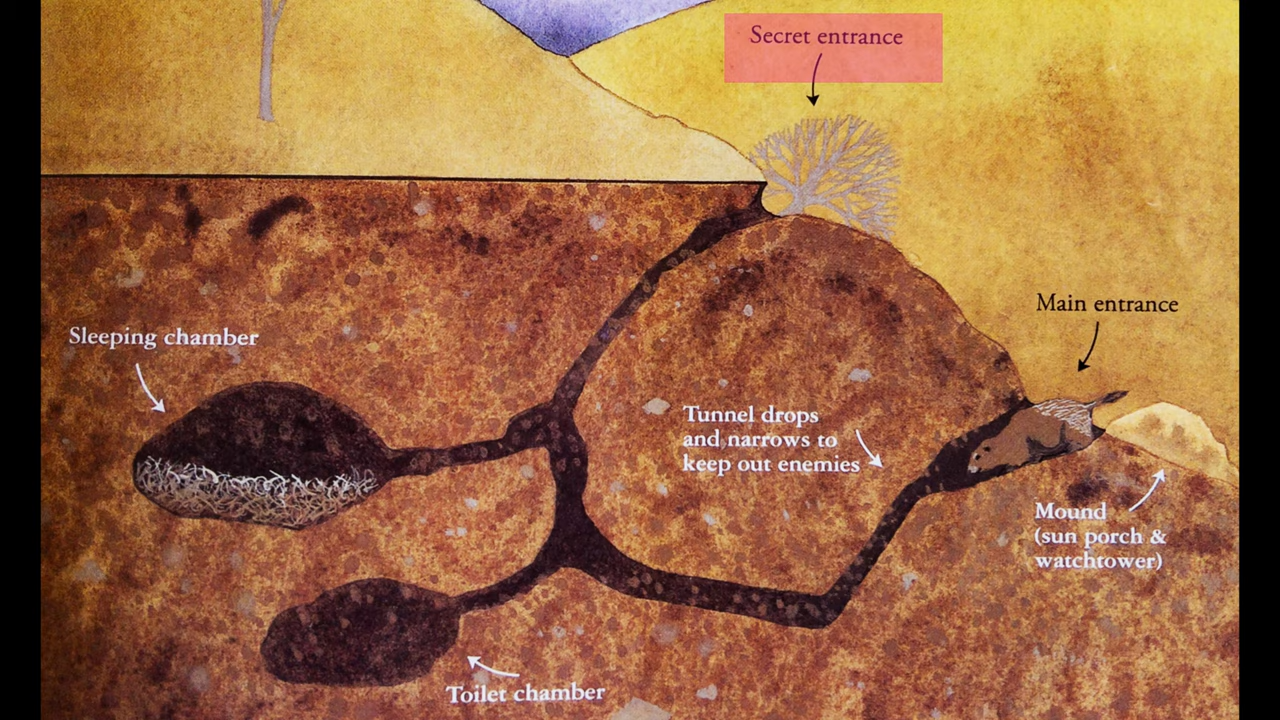 Secret entrance
Main entrance
Sleeping chamber
Tunnel drops
and narrows to
keep out enemies
Mound
(sun porch &
watchtower)
Toilet chamber